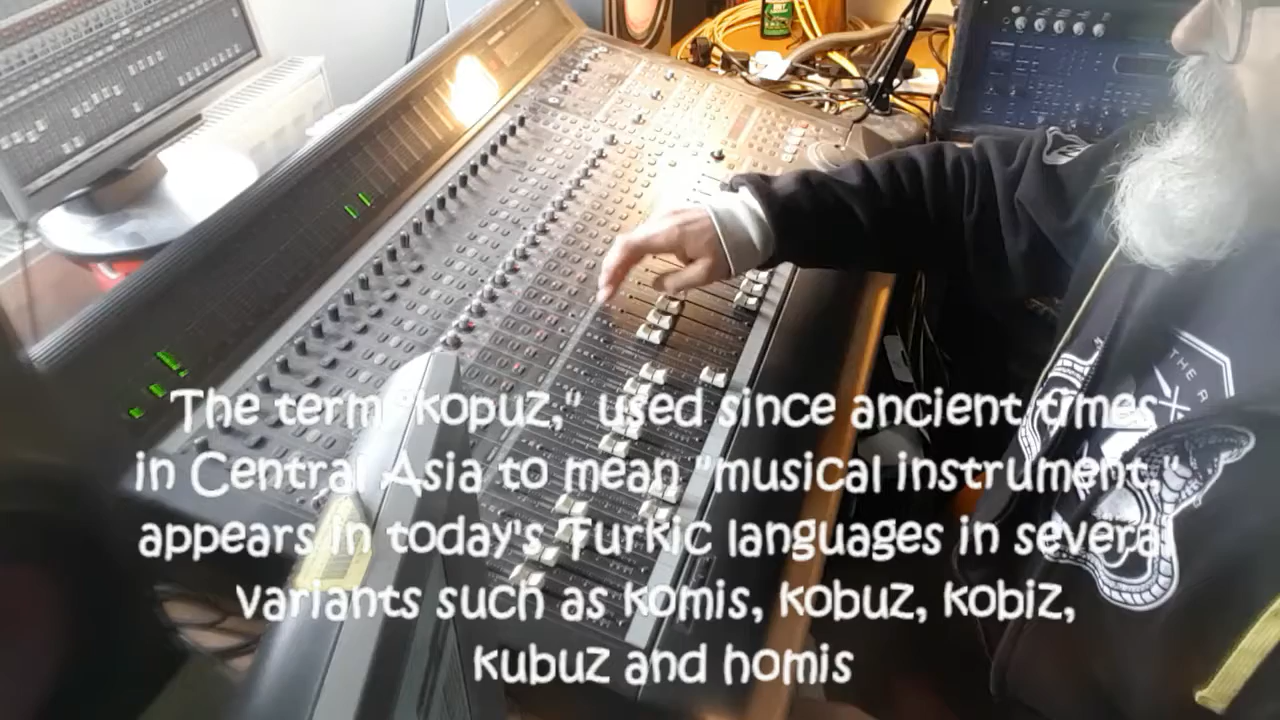 THE R
The term "kopuz," used since ancient times
in Central Asia to mean "musical instrument,"
appears in today's Turkic languages in several
variants such as komis, kobuz, kobiz,
kubuz and homis